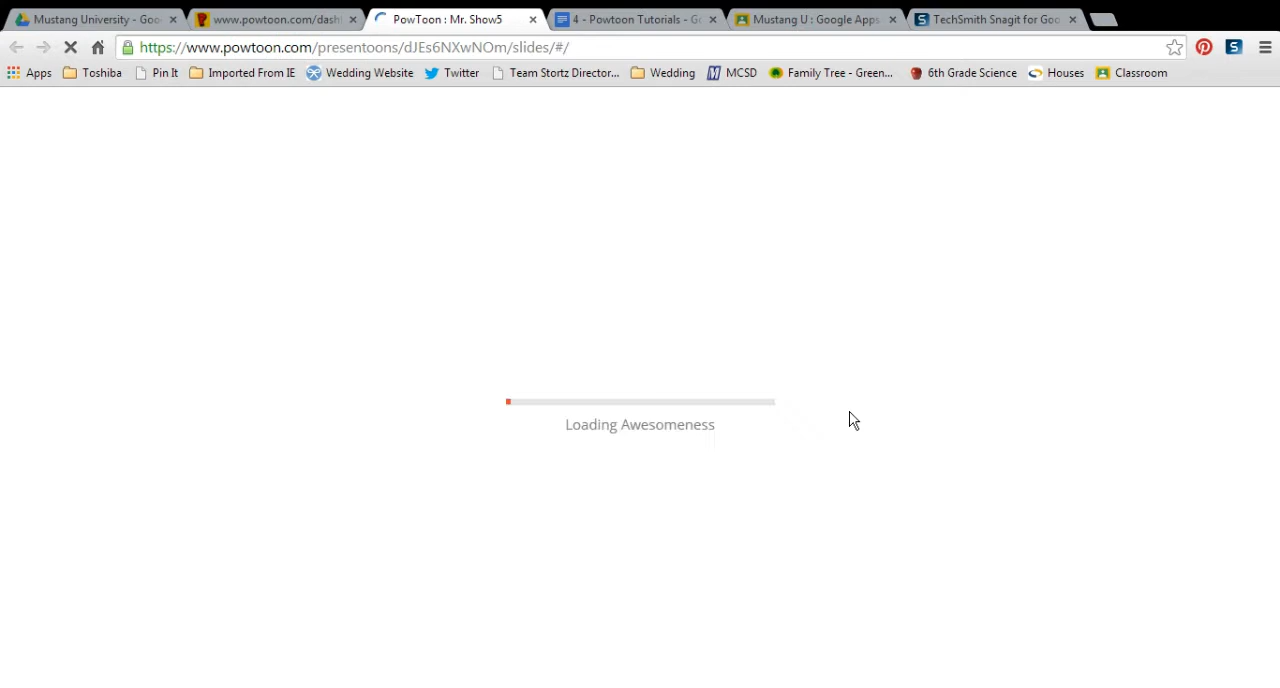 Mustang University - Goo
www.powtoon.com/dash
PowToon : Mr. Show5
4 - Powtoon Tutorials - Go
Mustang U : Google Apps
TechSmith Snagit for Goo
https://www.powtoon.com/presentoons/dJEs6NXwNOm/slides/#/
Apps Toshiba Pin It Imported From IE Wedding Website Twitter Team Stortz Director... Wedding MCSD Family Tree - Green... 6th Grade Science Houses Classroom
Loading Awesomeness